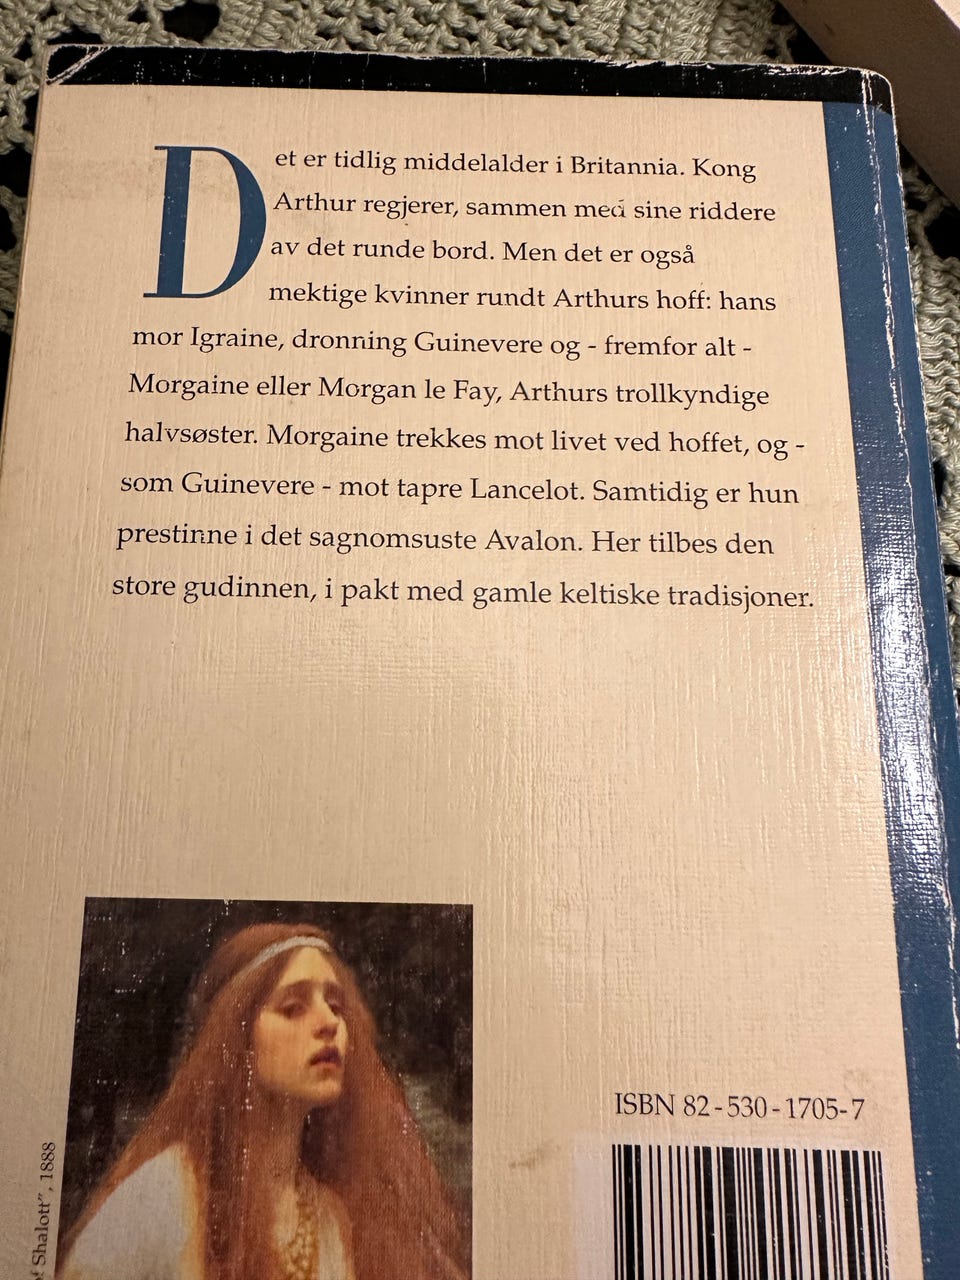 Det er tidlig middelalder i Britannia. Kong
Arthur regjerer, sammen med sine riddere
av det runde bord. Men det er også
mektige kvinner rundt Arthurs hoff: hans
mor Igraine, dronning Guinevere og - fremfor alt -
Morgaine eller Morgan le Fay, Arthurs trollkyndige
halvsøster. Morgaine trekkes mot livet ved hoffet, og -
som Guinevere - mot tapre Lancelot. Samtidig er hun
prestinne i det sagnomsuste Avalon. Her tilbes den
store gudinnen, i pakt med gamle keltiske tradisjoner.
Shalott", 1888
ISBN 82-530-1705-7